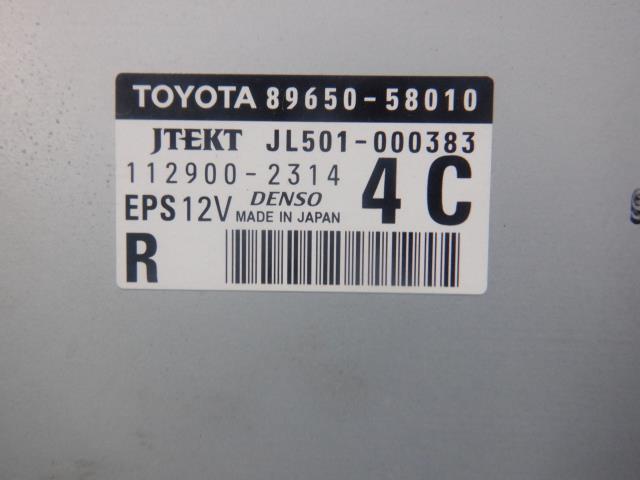 TOYOTA 89650-58010
JTEKT JL501-000383
112900-2314
DENSO
4C
EPS 12V MADE IN JAPAN
R